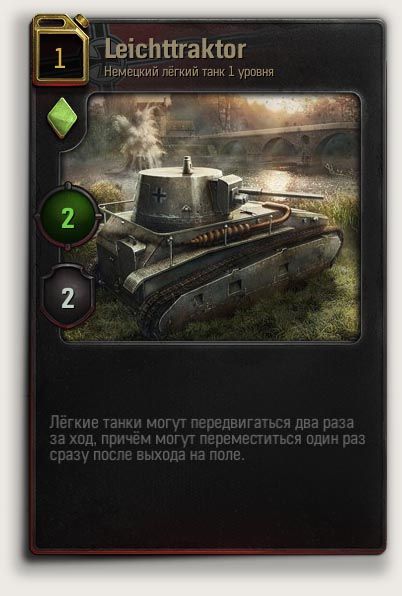 1
Leichttraktor
Немецкий лёгкий танк 1 уровня
2
2
Лёгкие танки могут передвигаться два раза
за ход, причём могут переместиться один раз
сразу после выхода на поле.